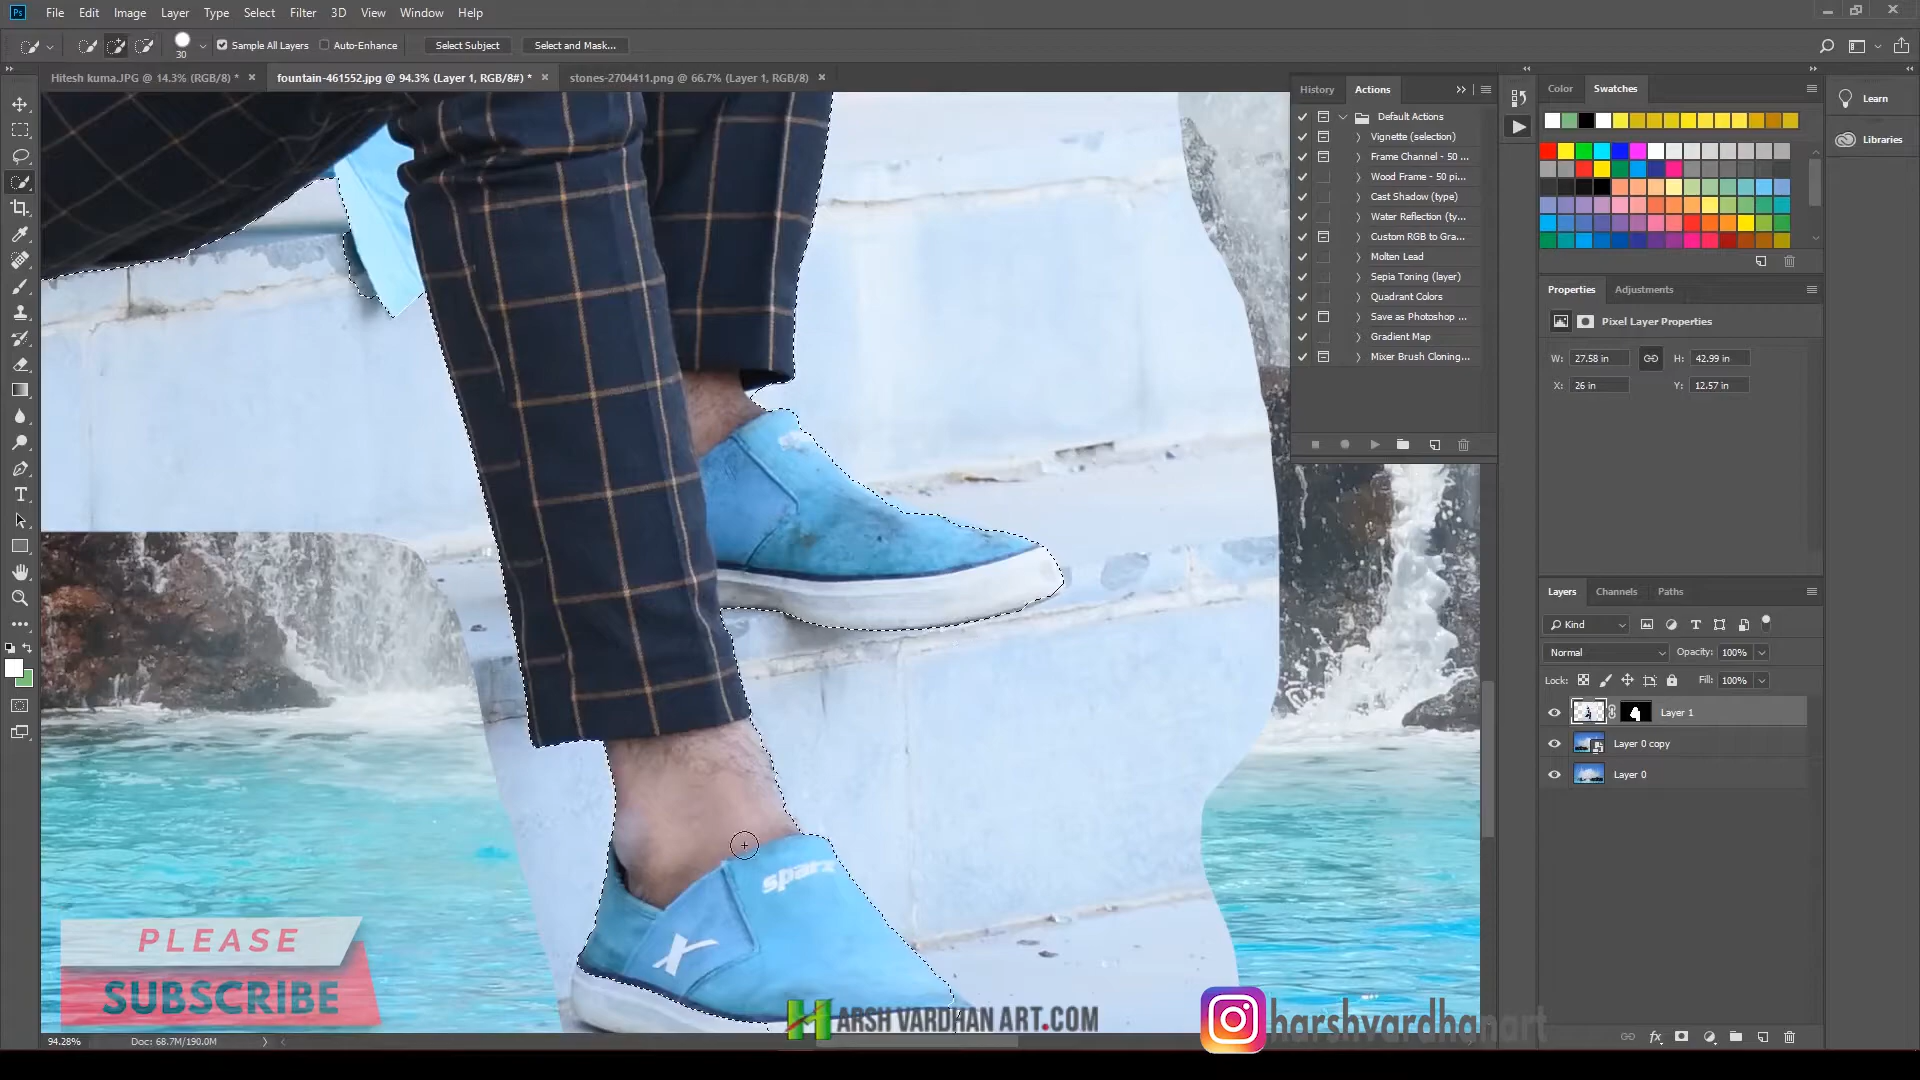 Ps File Edit Image Layer Type Select Filter 3D View Window Help
30 Sample All Layers Auto-Enhance Select Subject Select and Mask...
Hitesh kuma.JPG @ 14.3% (RGB/8) * × fountain-461552.jpg @ 94.3% (Layer 1, RGB/8#) * × stones-2704411.png @ 66.7% (Layer 1, RGB/8) ×
History Actions
Default Actions
Vignette (selection)
Frame Channel - 50 ...
Wood Frame - 50 pi...
Cast Shadow (type)
Water Reflection (ty...
Custom RGB to Gra...
Molten Lead
Sepia Toning (layer)
Quadrant Colors
Save as Photoshop ...
Gradient Map
Mixer Brush Cloning...
Color Swatches
Learn
Libraries
Properties Adjustments
Pixel Layer Properties
W: 27.58 in H: 42.99 in
X: 26 in Y: 12.57 in
Layers Channels Paths
Kind
Normal Opacity: 100%
Lock: Fill: 100%
Layer 1
Layer 0 copy
Layer 0
sparx
X
PLEASE
SUBSCRIBE
HARSH VARDHAN ART.COM
harshvardhanart
94.28% Doc: 68.7M/190.0M